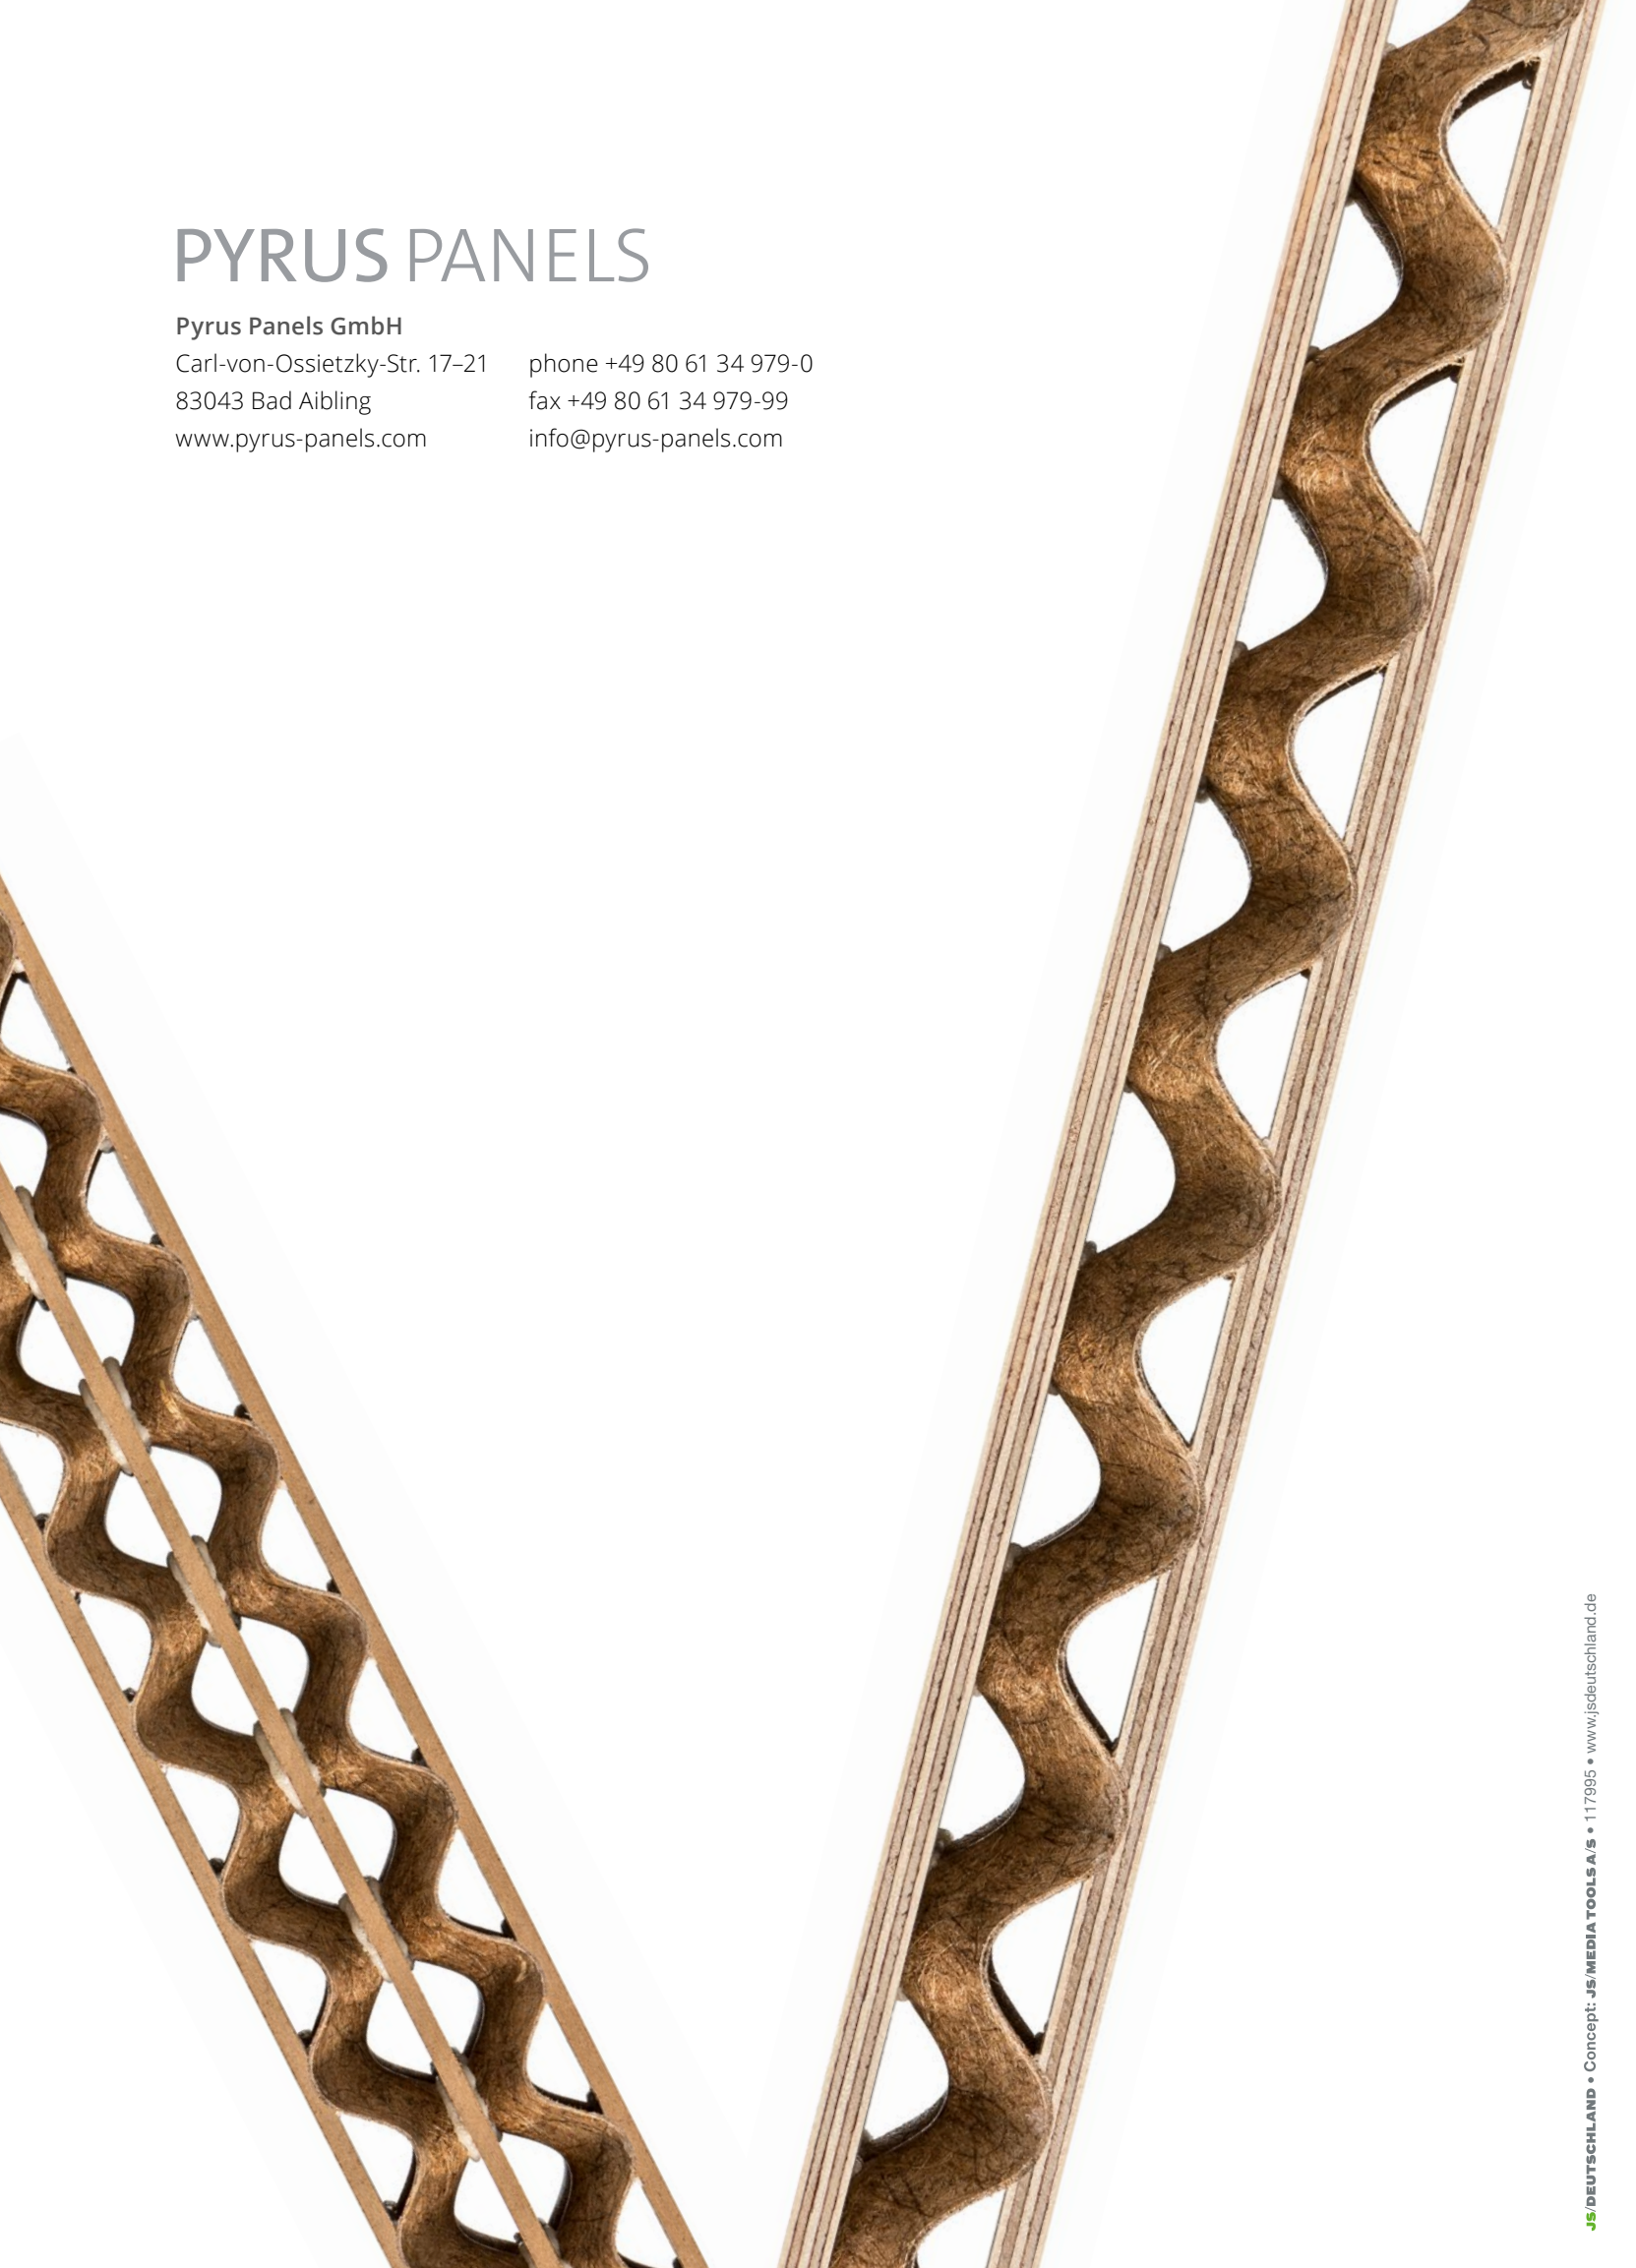 PYRUS PANELS
Pyrus Panels GmbH
Carl-von-Ossietzky-Str. 17–21
83043 Bad Aibling
www.pyrus-panels.com
phone +49 80 61 34 979-0
fax +49 80 61 34 979-99
info@pyrus-panels.com
JS/DEUTSCHLAND • Concept: JS/MEDIA TOOLS A/S • 117995 • www.jsdeutschland.de